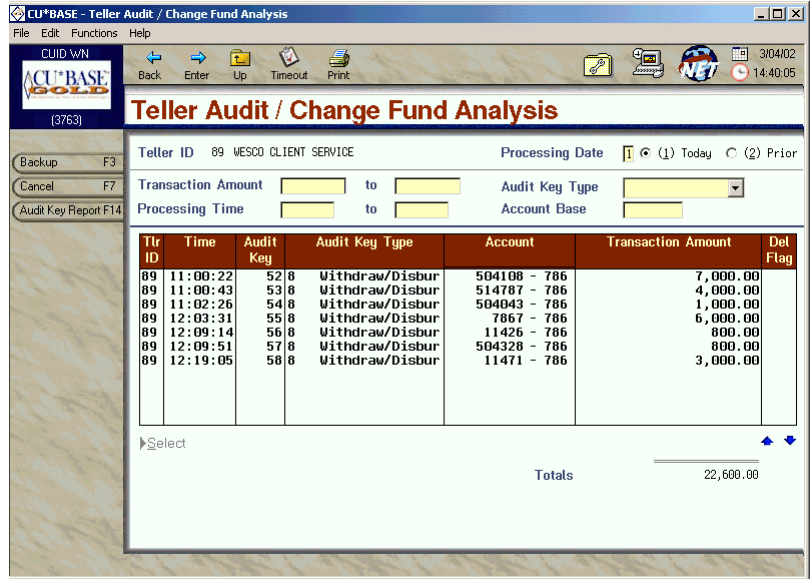 CU*BASE - Teller Audit / Change Fund Analysis
File Edit Functions Help
CUID WN
CU*BASE
GOLD
(3763)
Back Enter Up Timeout Print
NET
3/04/02
14:40:05
Teller Audit / Change Fund Analysis
Backup F3
Cancel F7
Audit Key Report F14
Teller ID 89 WESCO CLIENT SERVICE Processing Date 1 (1) Today (2) Prior
Transaction Amount to Audit Key Type
Processing Time to Account Base
Tlr ID Time Audit Key Audit Key Type Account Transaction Amount Del Flag
89 11:00:22 52 8 Withdraw/Disbur 504108 - 786 7,000.00
89 11:00:43 53 8 Withdraw/Disbur 514787 - 786 4,000.00
89 11:02:26 54 8 Withdraw/Disbur 504043 - 786 1,000.00
89 12:03:31 55 8 Withdraw/Disbur 7867 - 786 6,000.00
89 12:09:14 56 8 Withdraw/Disbur 11426 - 786 800.00
89 12:09:51 57 8 Withdraw/Disbur 504328 - 786 800.00
89 12:19:05 58 8 Withdraw/Disbur 11471 - 786 3,000.00
Select
Totals 22,600.00